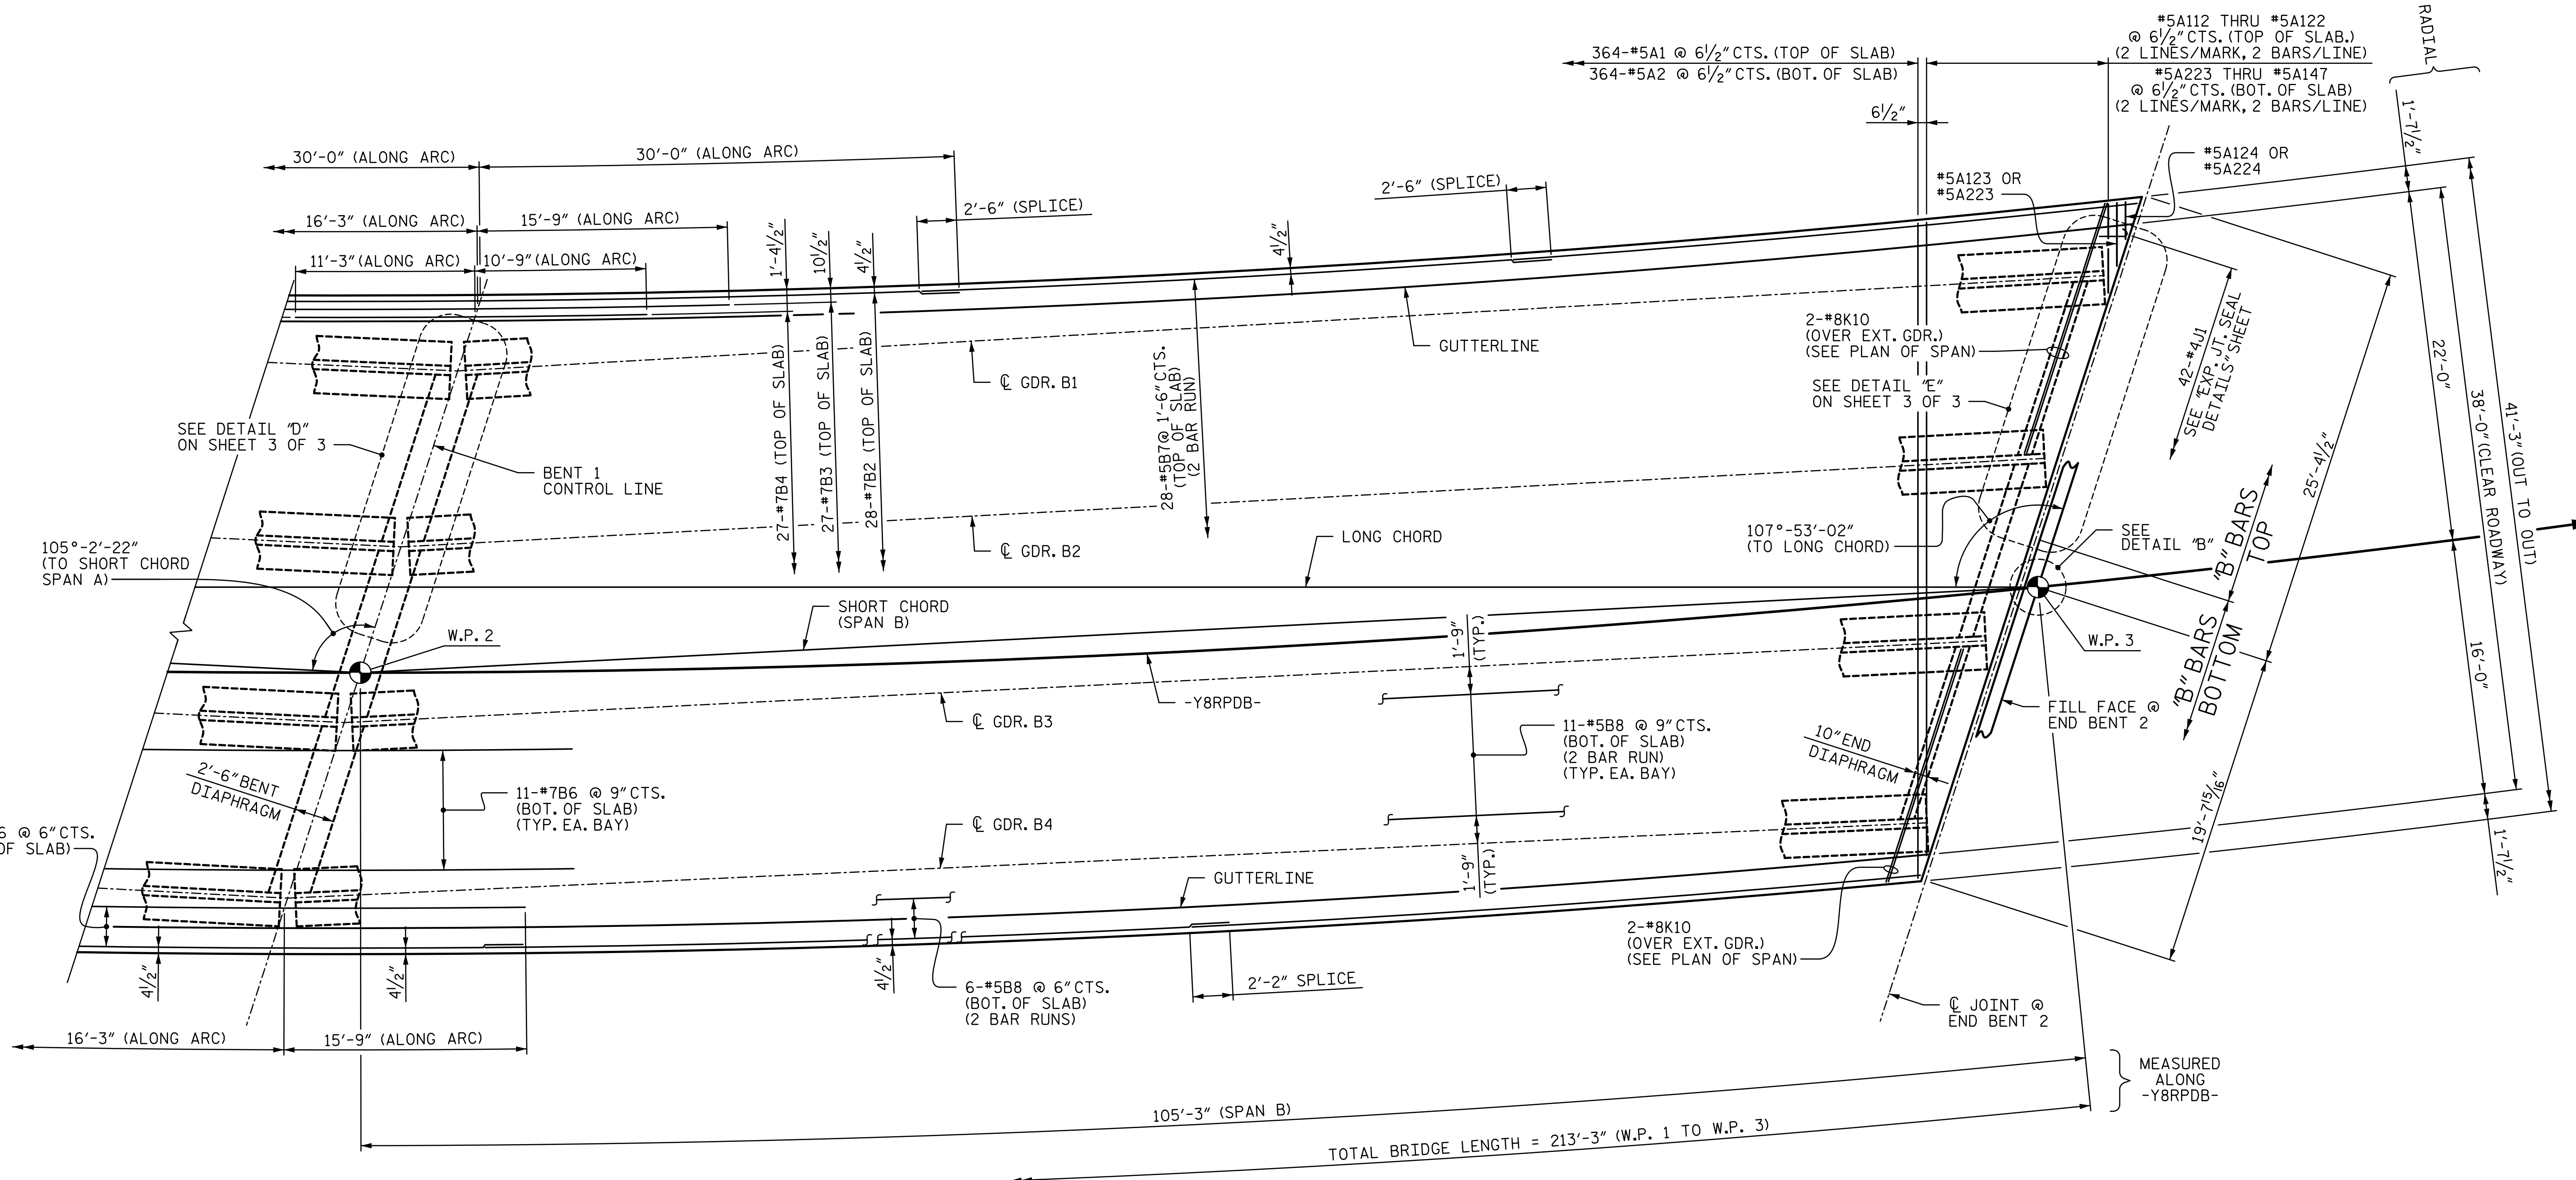 #5A112 THRU #5A122
@ 6½" CTS. (TOP OF SLAB.)
(2 LINES/MARK, 2 BARS/LINE)
#5A223 THRU #5A147
@ 6½" CTS. (BOT. OF SLAB)
(2 LINES/MARK, 2 BARS/LINE)
364-#5A1 @ 6½" CTS. (TOP OF SLAB)
364-#5A2 @ 6½" CTS. (BOT. OF SLAB)
RADIAL
6½"
1'-7½"
#5A123 OR
#5A223
#5A124 OR
#5A224
30'-0" (ALONG ARC)
30'-0" (ALONG ARC)
2'-6" (SPLICE)
2'-6" (SPLICE)
16'-3" (ALONG ARC)
15'-9" (ALONG ARC)
11'-3" (ALONG ARC)
10'-9" (ALONG ARC)
1'-4½"
10½"
4½"
4½"
27-#7B4 (TOP OF SLAB)
27-#7B3 (TOP OF SLAB)
28-#7B2 (TOP OF SLAB)
28-#5B7@ 1'-6" CTS.
(TOP OF SLAB)
(2 BAR RUN)
℄ GDR. B1
GUTTERLINE
2-#8K10
(OVER EXT. GDR.)
(SEE PLAN OF SPAN)
SEE DETAIL "E"
ON SHEET 3 OF 3
42-#4J1
SEE "EXP. JT. SEAL
DETAILS" SHEET
22'-0"
38'-0" (CLEAR ROADWAY)
41'-3" (OUT TO OUT)
25'-4½"
SEE DETAIL "D"
ON SHEET 3 OF 3
BENT 1
CONTROL LINE
℄ GDR. B2
LONG CHORD
107°-53'-02"
(TO LONG CHORD)
SEE
DETAIL "B"
"B" BARS
TOP
"B" BARS
BOTTOM
105°-2'-22"
(TO SHORT CHORD
SPAN A)
SHORT CHORD
(SPAN B)
W.P. 2
W.P. 3
1'-9"
(TYP.)
-Y8RPDB-
℄ GDR. B3
11-#5B8 @ 9" CTS.
(BOT. OF SLAB)
(2 BAR RUN)
(TYP. EA. BAY)
10" END
DIAPHRAGM
FILL FACE @
END BENT 2
16'-0"
19'-7¹⁵⁄₁₆"
1'-7½"
2'-6" BENT
DIAPHRAGM
11-#7B6 @ 9" CTS.
(BOT. OF SLAB)
(TYP. EA. BAY)
6 @ 6" CTS.
OF SLAB)
℄ GDR. B4
1'-9"
(TYP.)
GUTTERLINE
4½"
4½"
4½"
6-#5B8 @ 6" CTS.
(BOT. OF SLAB)
(2 BAR RUNS)
2'-2" SPLICE
2-#8K10
(OVER EXT. GDR.)
(SEE PLAN OF SPAN)
℄ JOINT @
END BENT 2
16'-3" (ALONG ARC)
15'-9" (ALONG ARC)
MEASURED
ALONG
-Y8RPDB-
105'-3" (SPAN B)
TOTAL BRIDGE LENGTH = 213'-3" (W.P. 1 TO W.P. 3)